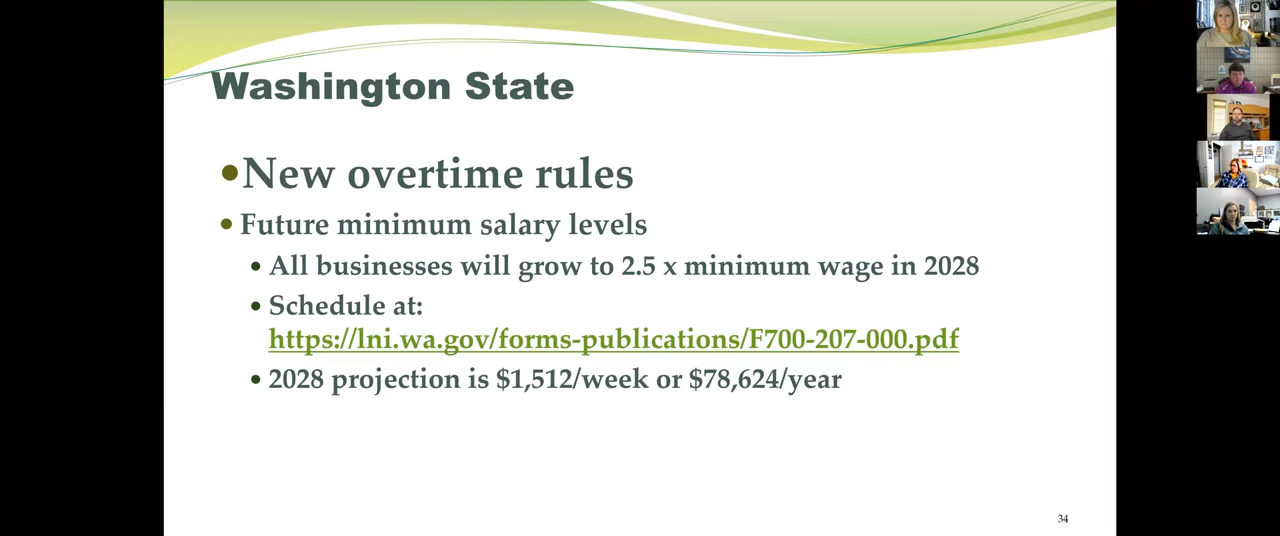 Washington State
•New overtime rules
• Future minimum salary levels
• All businesses will grow to 2.5 x minimum wage in 2028
• Schedule at:
https://lni.wa.gov/forms-publications/F700-207-000.pdf
• 2028 projection is $1,512/week or $78,624/year
34